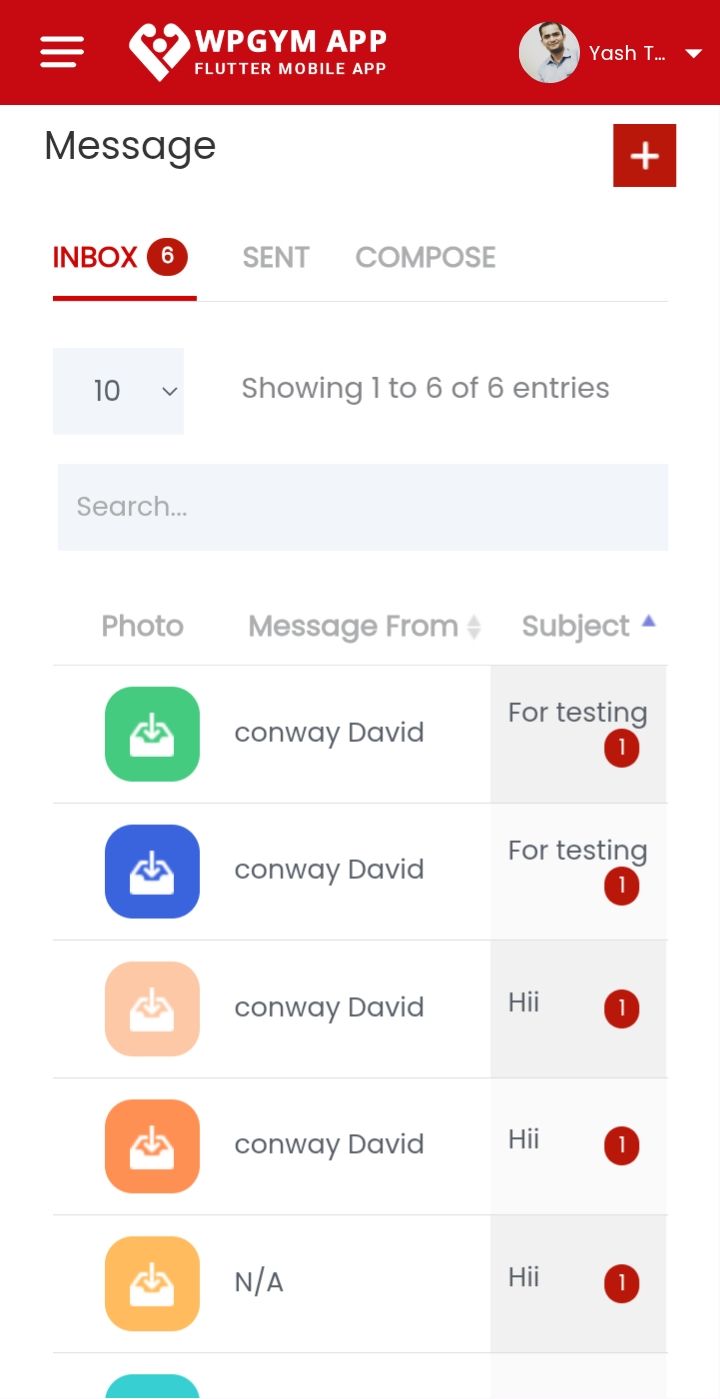 WPGYM APP
FLUTTER MOBILE APP
Yash T...
Message
+
INBOX 6 SENT COMPOSE
10 Showing 1 to 6 of 6 entries
Search...
Photo Message From Subject
conway David For testing
1
conway David For testing
1
conway David Hii 1
conway David Hii 1
N/A Hii 1